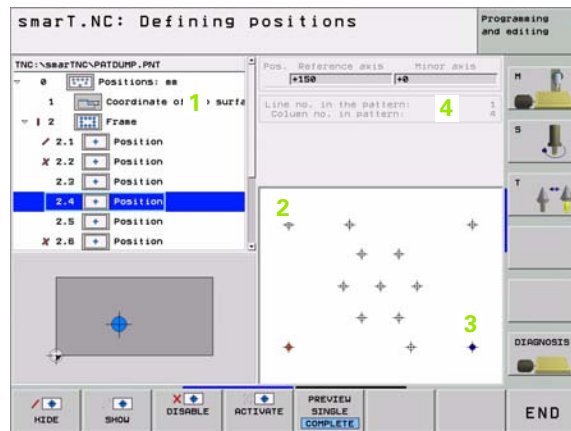 smarT.NC: Defining positions
Programming and editing
TNC:\smarTNC\PATDUMP.PNT
0 Positions: mm
1 Coordinate of surfa
2 Frame
2.1 Position
2.2 Position
2.3 Position
2.4 Position
2.5 Position
2.6 Position
Pos. Reference axis Minor axis
+150 +0
Line no. in the pattern: 1
Column no. in pattern: 4
1
2
3
4
M
S
T
DIAGNOSIS
HIDE
SHOW
DISABLE
ACTIVATE
PREVIEW
SINGLE
COMPLETE
END